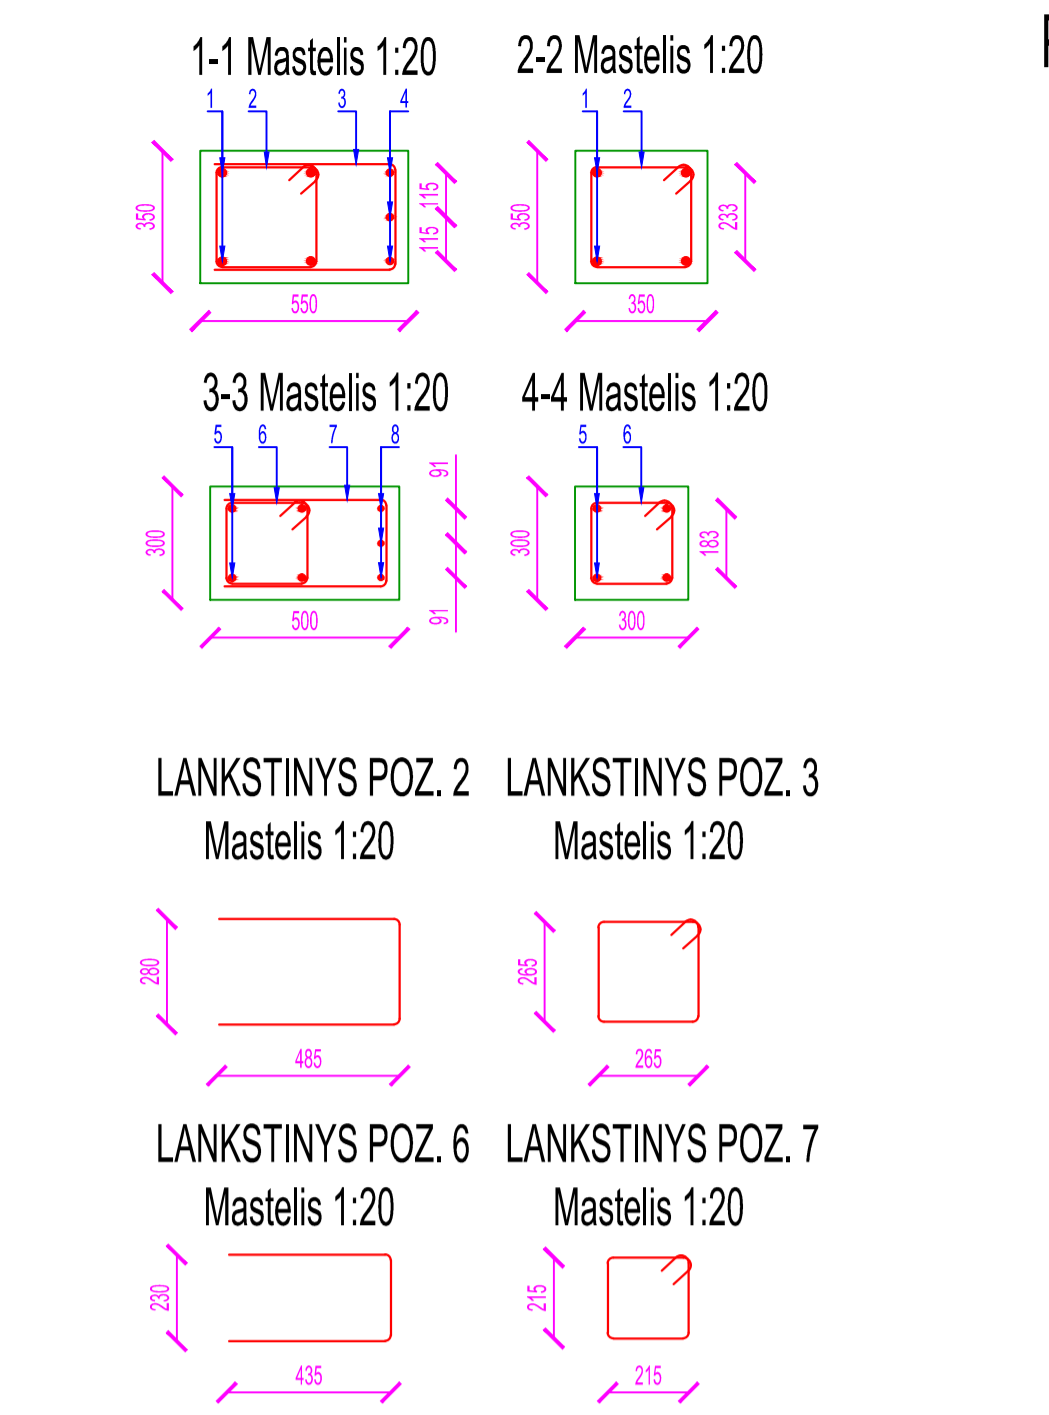 1-1 Mastelis 1:20
1 2 3 4
350
115
115
550
2-2 Mastelis 1:20
1 2
350
233
350
3-3 Mastelis 1:20
5 6 7 8
300
91
91
500
4-4 Mastelis 1:20
5 6
300
183
300
LANKSTINYS POZ. 2
Mastelis 1:20
280
485
LANKSTINYS POZ. 3
Mastelis 1:20
265
265
LANKSTINYS POZ. 6
Mastelis 1:20
230
435
LANKSTINYS POZ. 7
Mastelis 1:20
215
215